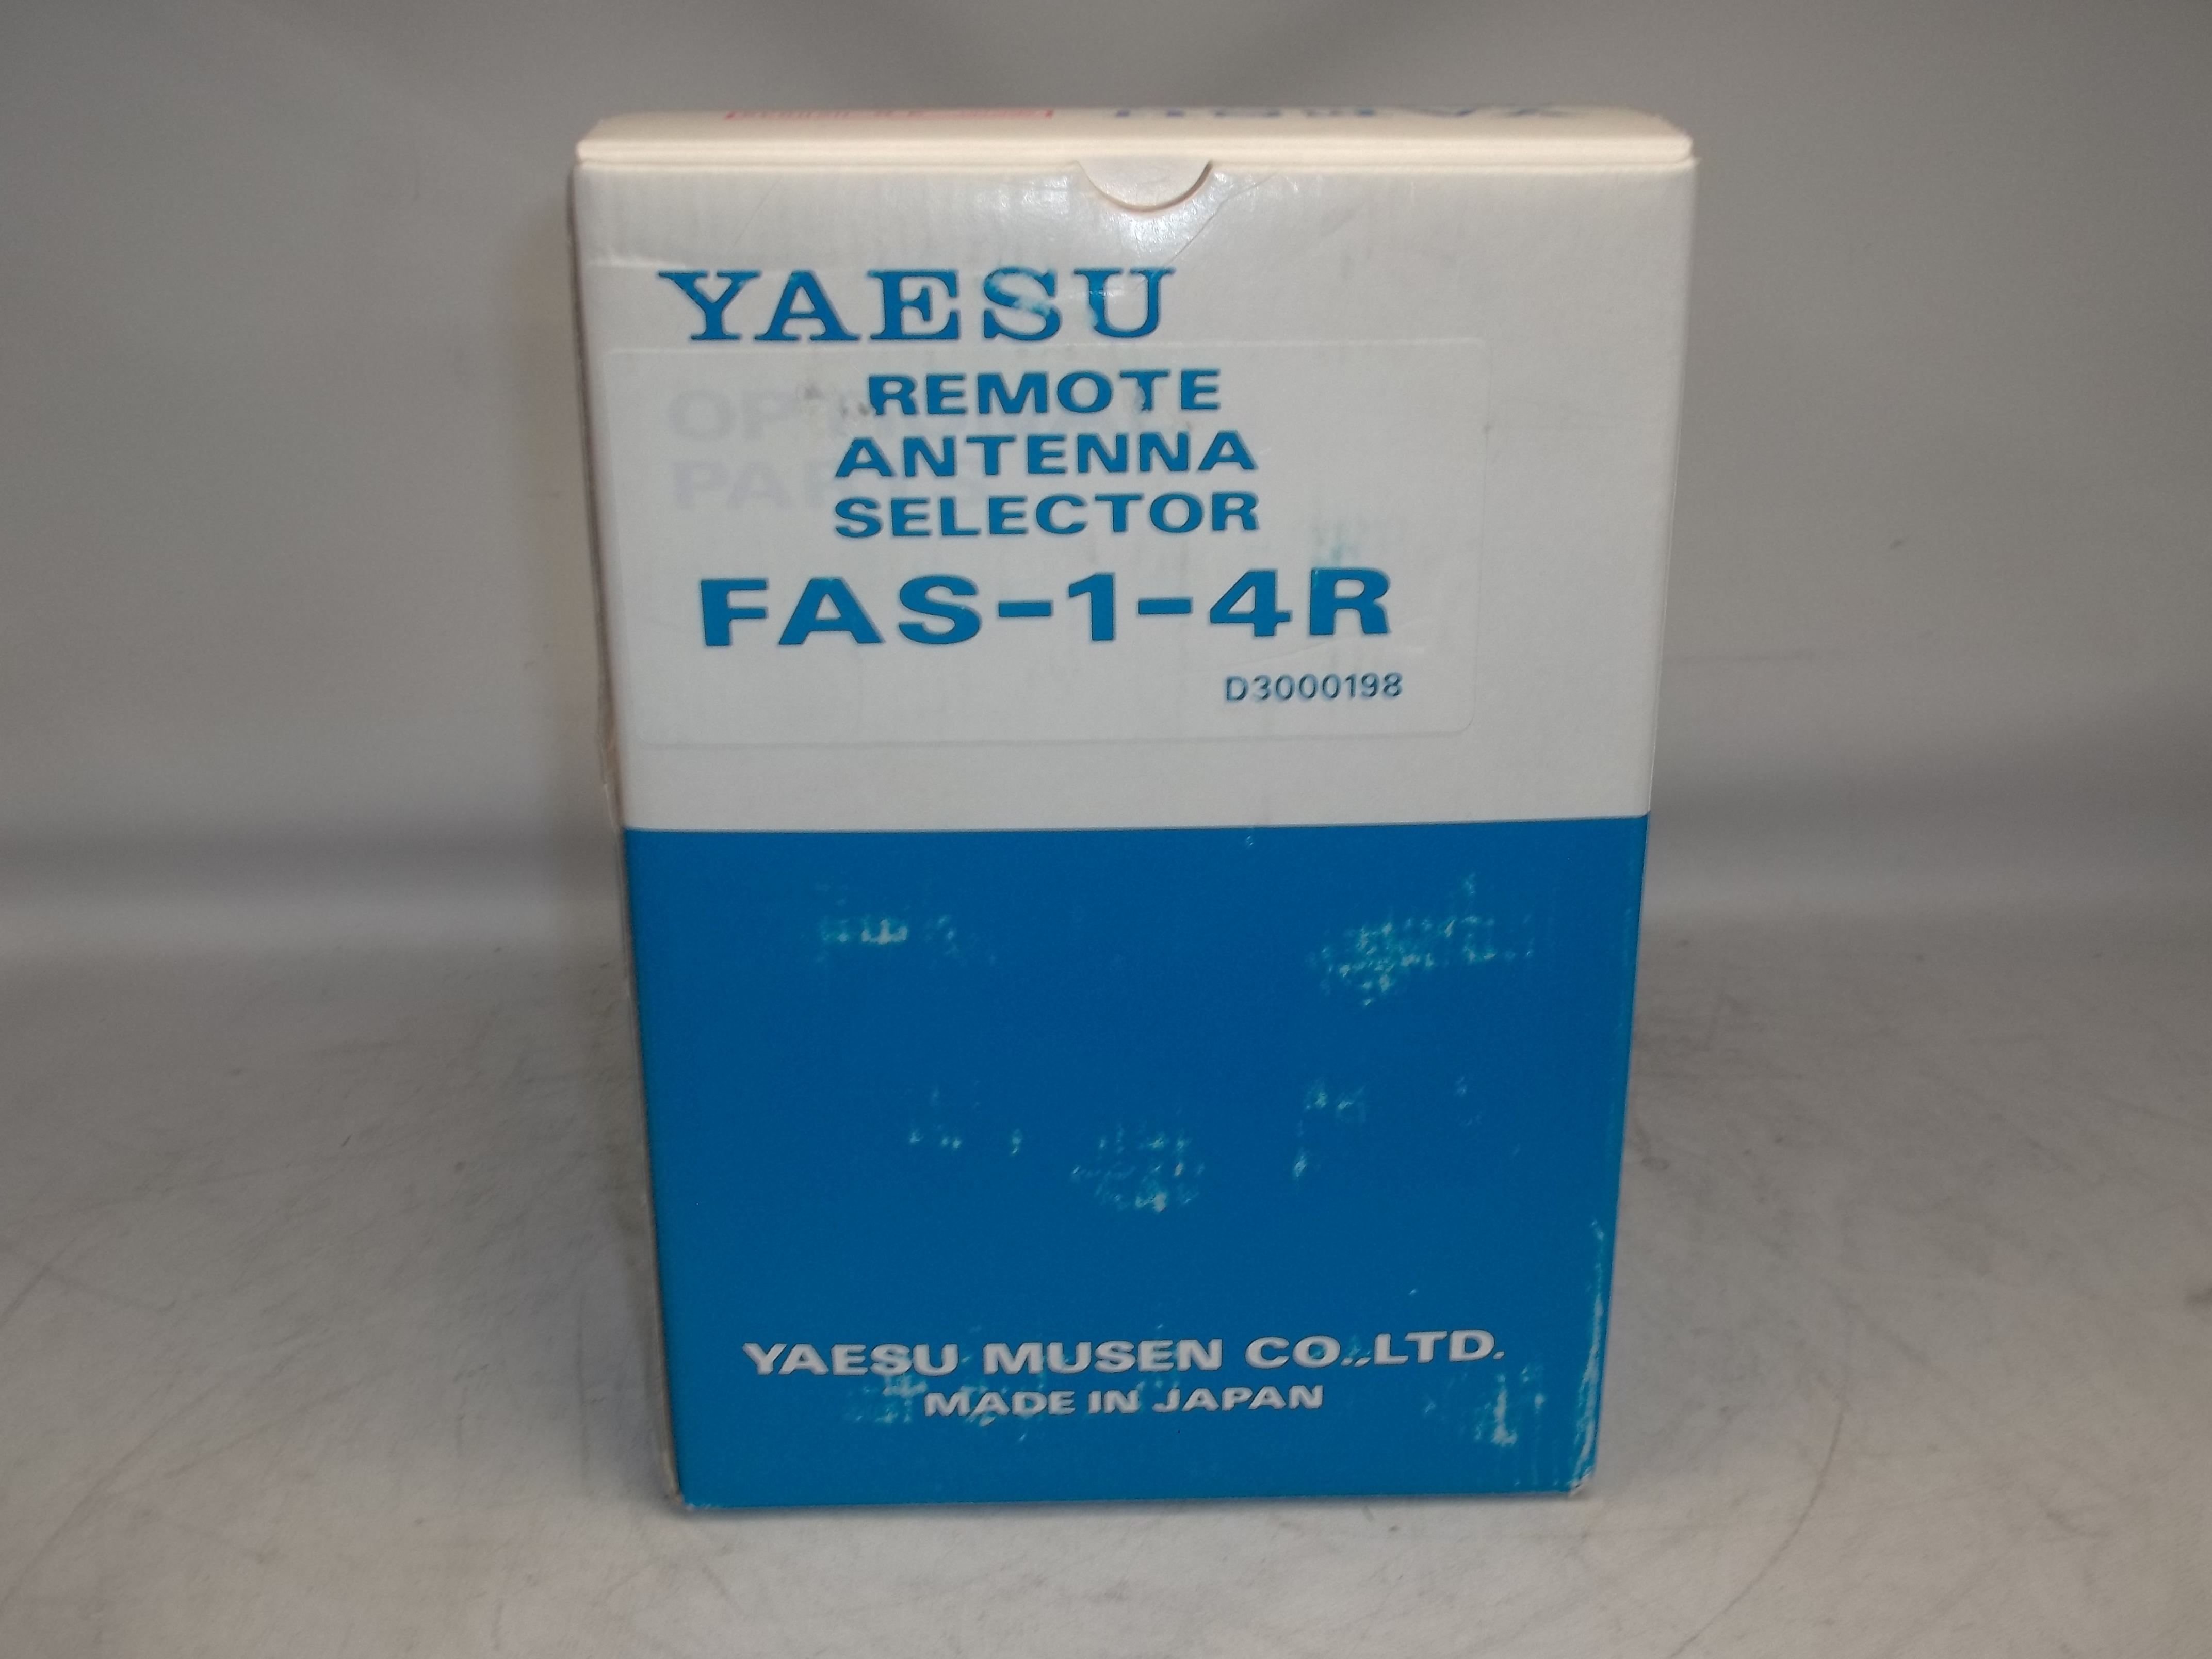 YAESU
REMOTE
ANTENNA
SELECTOR
FAS-1-4R
D3000198
YAESU MUSEN CO.,LTD.
MADE IN JAPAN